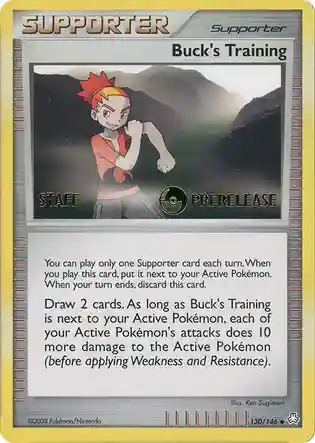 SUPPORTER
Supporter
Buck's Training
STAFF
PRERELEASE
You can play only one Supporter card each turn. When
you play this card, put it next to your Active Pokémon.
When your turn ends, discard this card.
Draw 2 cards. As long as Buck's Training
is next to your Active Pokémon, each of
your Active Pokémon's attacks does 10
more damage to the Active Pokémon
(before applying Weakness and Resistance).
Illus. Ken Sugimori
©2008 Pokémon/Nintendo
130/146 ◆